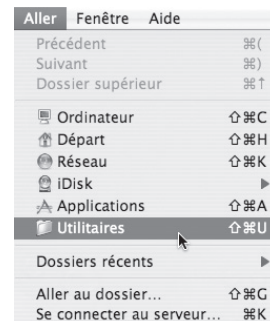 Aller Fenêtre Aide
Précédent ⌘(
Suivant ⌘)
Dossier supérieur ⌘↑
Ordinateur ⇧⌘C
Départ ⇧⌘H
Réseau ⇧⌘K
iDisk ▶
Applications ⇧⌘A
Utilitaires ⇧⌘U
Dossiers récents ▶
Aller au dossier... ⇧⌘G
Se connecter au serveur... ⌘K